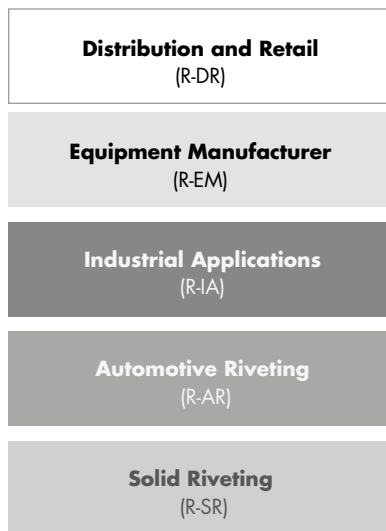 Distribution and Retail
(R-DR)
Equipment Manufacturer
(R-EM)
Industrial Applications
(R-IA)
Automotive Riveting
(R-AR)
Solid Riveting
(R-SR)